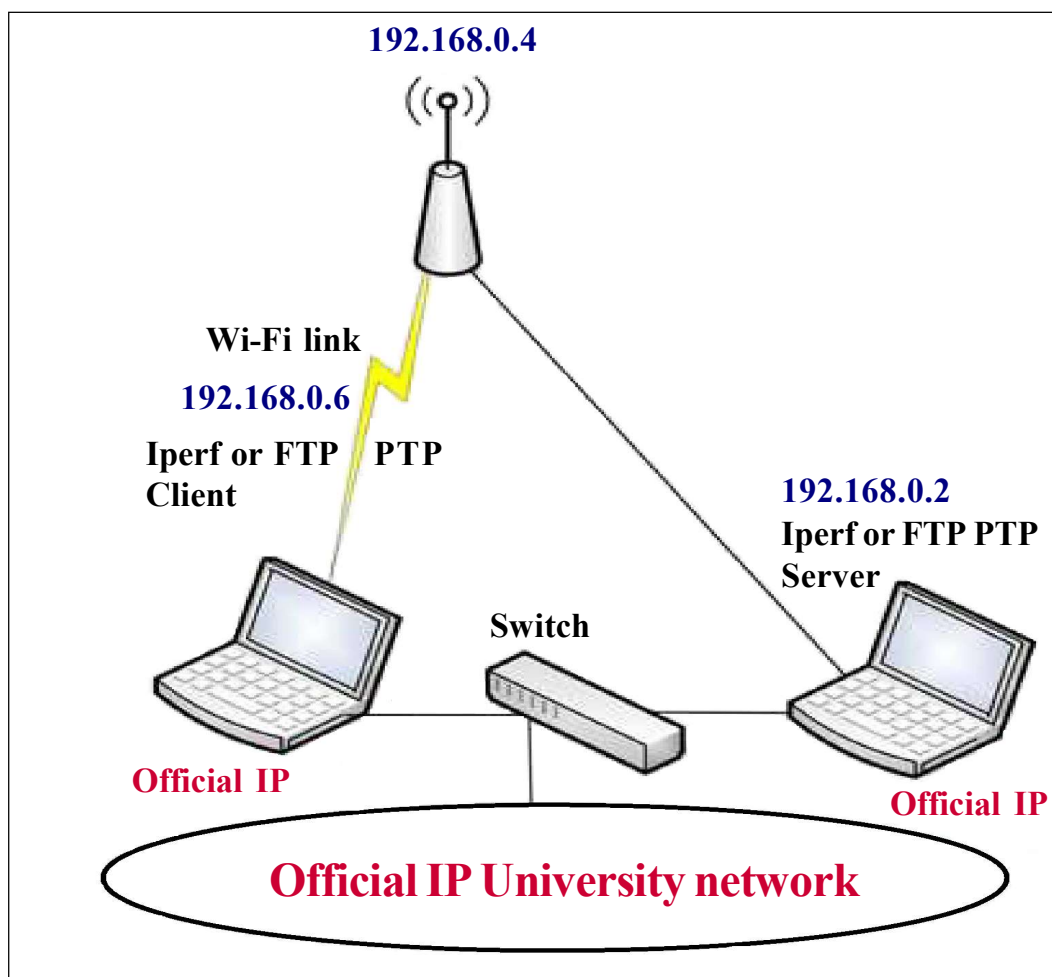 192.168.0.4
Wi-Fi link
192.168.0.6
Iperf or FTP PTP
Client
192.168.0.2
Iperf or FTP PTP
Server
Switch
Official IP
Official IP
Official IP University network